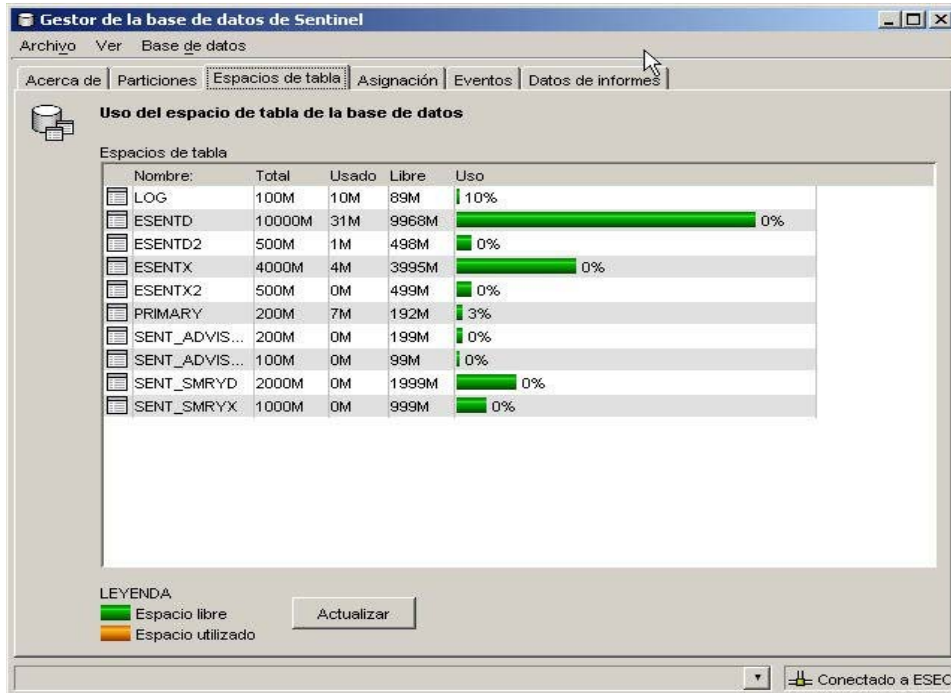 Gestor de la base de datos de Sentinel
Archivo Ver Base de datos
Acerca de Particiones Espacios de tabla Asignación Eventos Datos de informes
Uso del espacio de tabla de la base de datos
Espacios de tabla
Nombre: Total Usado Libre Uso
LOG 100M 10M 89M 10%
ESENTD 10000M 31M 9968M 0%
ESENTD2 500M 1M 498M 0%
ESENTX 4000M 4M 3995M 0%
ESENTX2 500M 0M 499M 0%
PRIMARY 200M 7M 192M 3%
SENT_ADVIS... 200M 0M 199M 0%
SENT_ADVIS... 100M 0M 99M 0%
SENT_SMRYD 2000M 0M 1999M 0%
SENT_SMRYX 1000M 0M 999M 0%
LEYENDA
Espacio libre
Actualizar
Espacio utilizado
Conectado a ESEC